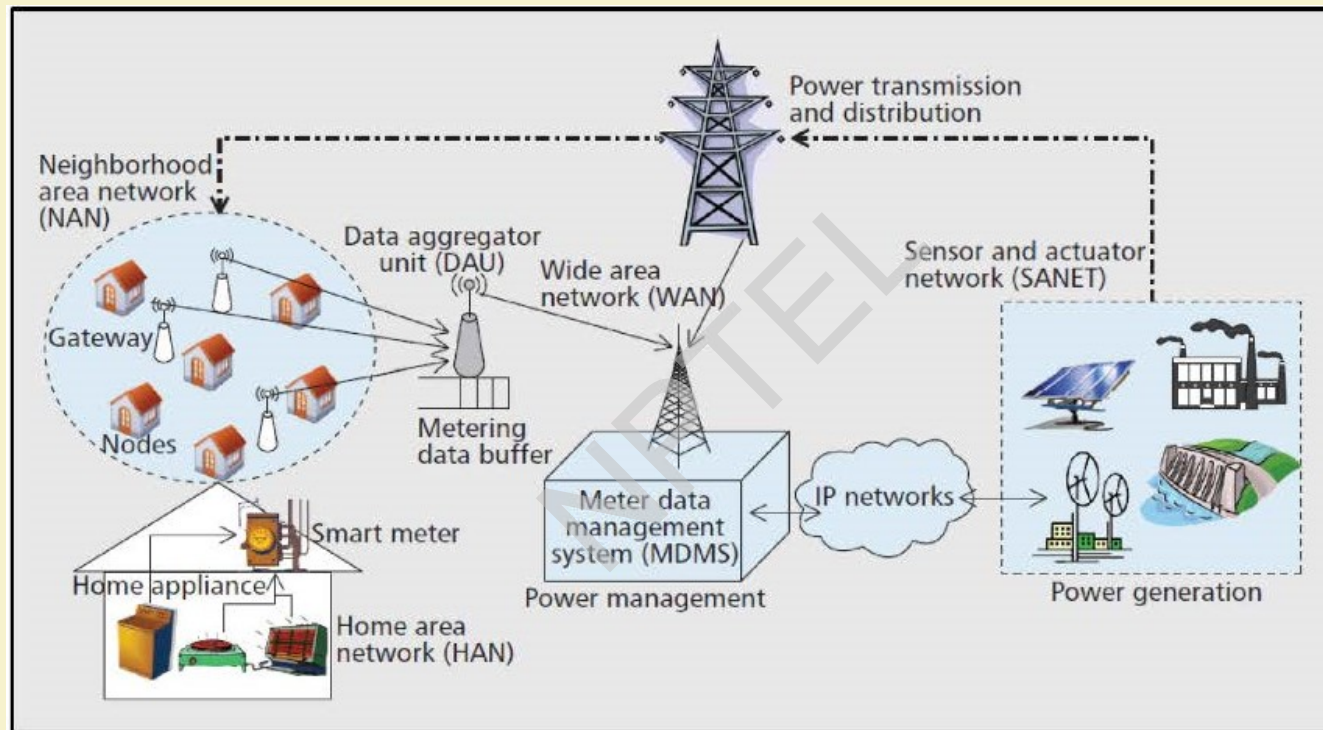 Power transmission
and distribution
Neighborhood
area network
(NAN)
Data aggregator
unit (DAU)
Wide area
network (WAN)
Sensor and actuator
network (SANET)
Gateway
Nodes
Metering
data buffer
Meter data
management
system (MDMS)
IP networks
Smart meter
Home appliance
Power management
Power generation
Home area
network (HAN)
NPTEL